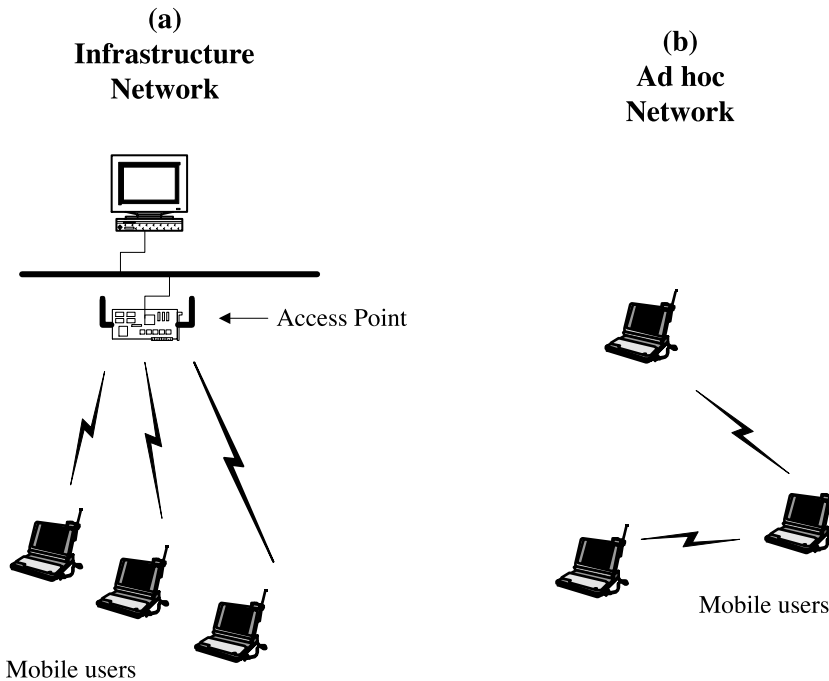 (a)
Infrastructure
Network
(b)
Ad hoc
Network
Access Point
Mobile users
Mobile users